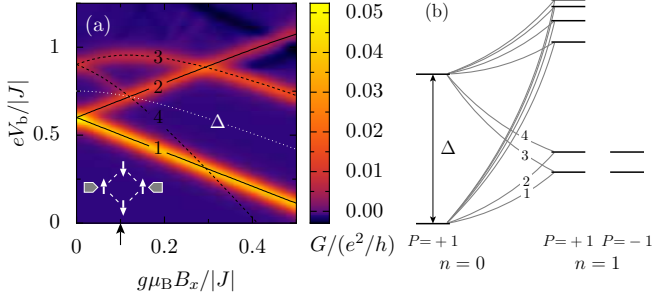 (a)
1
0.5
0
eV_b/|J|
0
0.2
0.4
gμ_B B_x/|J|
3
2
4
1
Δ
0.05
0.04
0.03
0.02
0.01
0.00
G/(e²/h)
(b)
Δ
4
3
2
1
P=+1 P=+1 P=-1
n=0 n=1